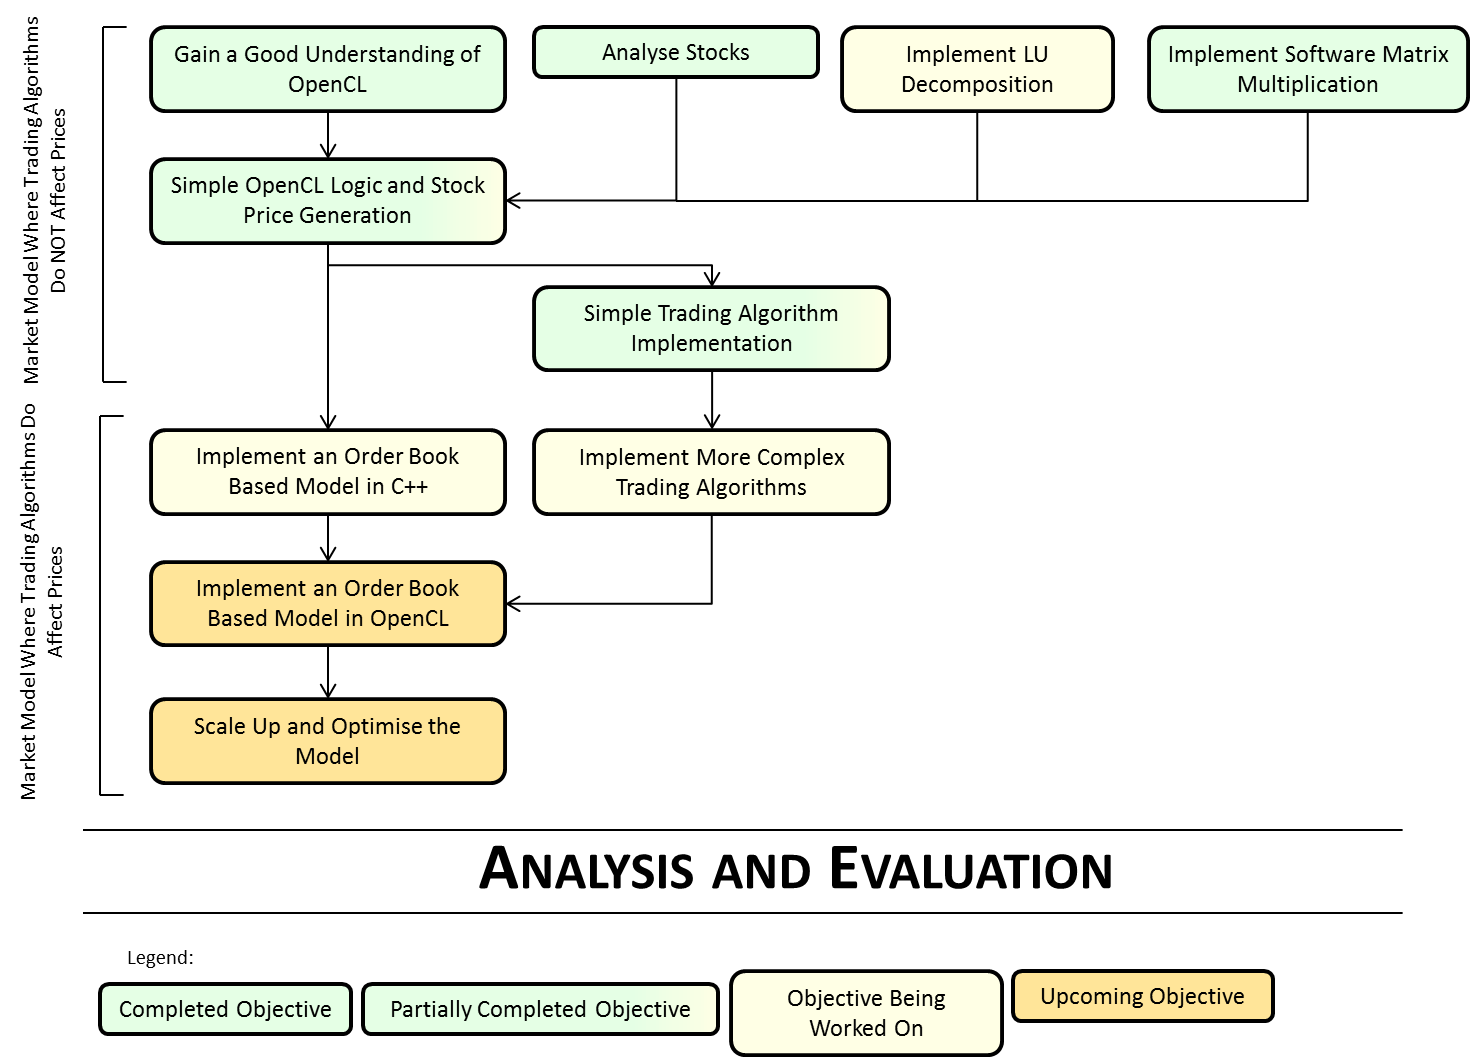 Market Model Where Trading Algorithms
Do NOT Affect Prices
Gain a Good Understanding of
OpenCL
Analyse Stocks
Implement LU
Decomposition
Implement Software Matrix
Multiplication
Simple OpenCL Logic and Stock
Price Generation
Simple Trading Algorithm
Implementation
Market Model Where Trading Algorithms Do
Affect Prices
Implement an Order Book
Based Model in C++
Implement More Complex
Trading Algorithms
Implement an Order Book
Based Model in OpenCL
Scale Up and Optimise the
Model
ANALYSIS AND EVALUATION
Legend:
Completed Objective
Partially Completed Objective
Objective Being
Worked On
Upcoming Objective